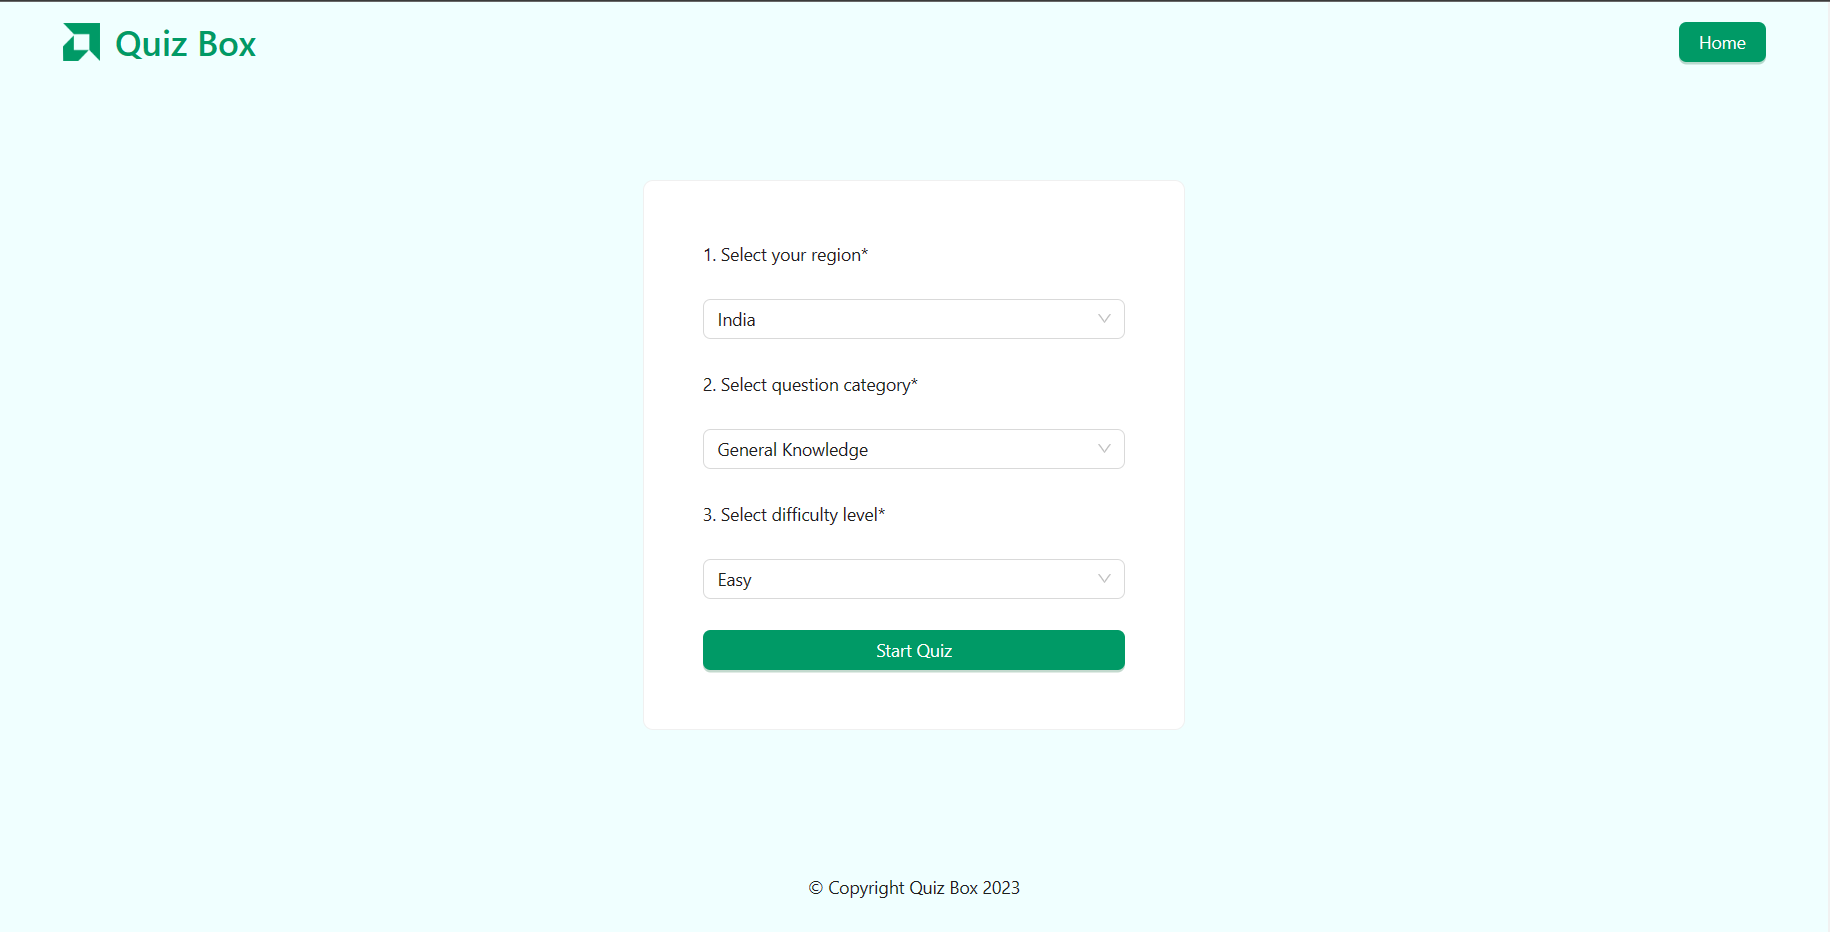 Quiz Box
Home
1. Select your region*
India
2. Select question category*
General Knowledge
3. Select difficulty level*
Easy
Start Quiz
© Copyright Quiz Box 2023